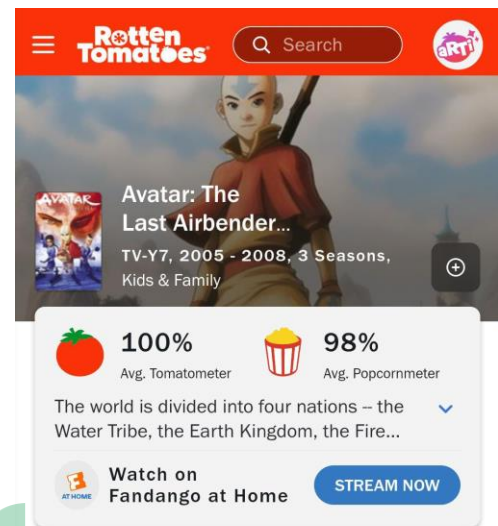 Rotten
Tomatoes
Search
aRTi
AVATAR
Avatar: The
Last Airbender...
TV-Y7, 2005 - 2008, 3 Seasons,
Kids & Family
100%
Avg. Tomatometer
98%
Avg. Popcornmeter
The world is divided into four nations -- the
Water Tribe, the Earth Kingdom, the Fire...
AT HOME
Watch on
Fandango at Home
STREAM NOW